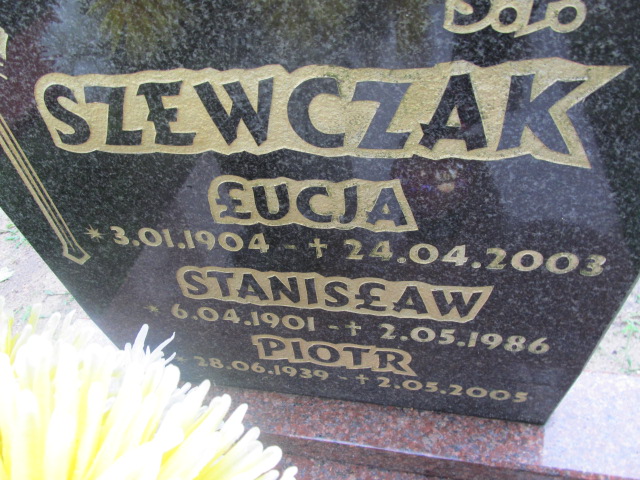 SZEWCZAK
ŁUCJA
* 3.01.1904 - † 24.04.2003
STANISŁAW
* 6.04.1901 - † 2.05.1986
PIOTR
* 28.06.1939 - † 2.05.2005